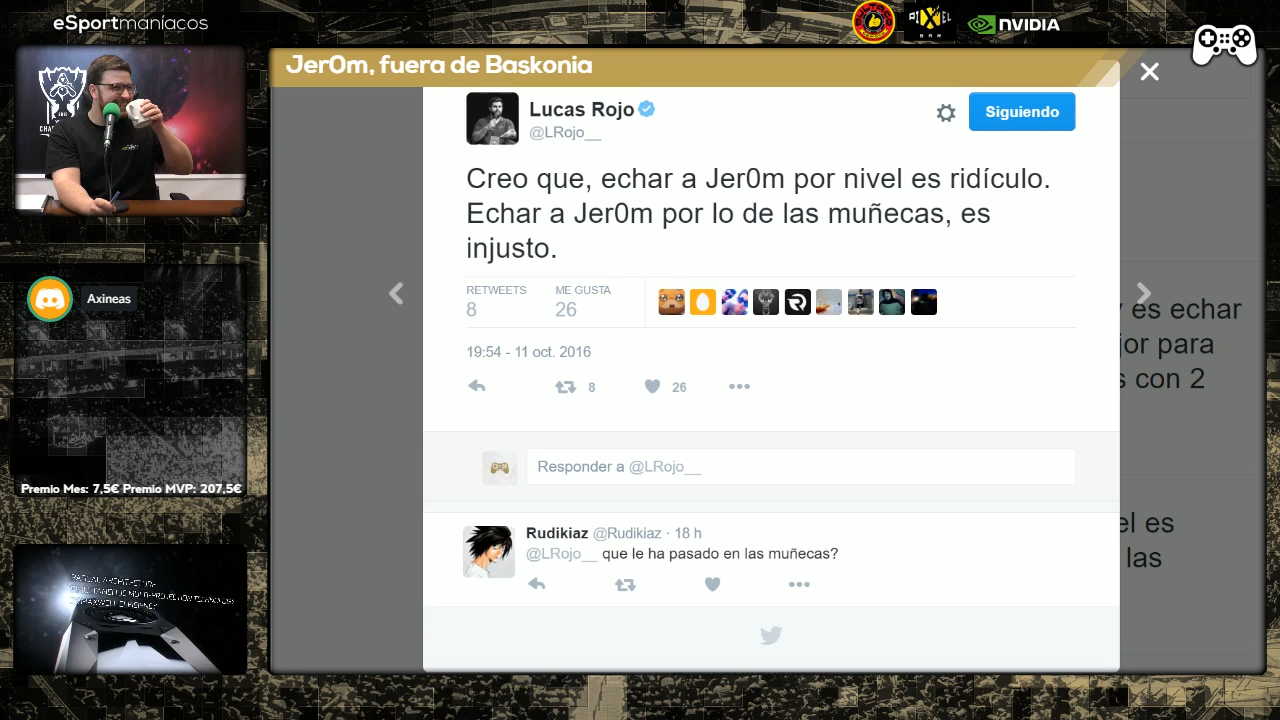 eSportmaníacos
PIXEL
BAR
NVIDIA
Jer0m, fuera de Baskonia
Lucas Rojo
@LRojo__
Siguiendo
Creo que, echar a Jer0m por nivel es ridículo.
Echar a Jer0m por lo de las muñecas, es
injusto.
RETWEETS
ME GUSTA
8
26
19:54 - 11 oct. 2016
8
26
Responder a @LRojo__
Rudikiaz @Rudikiaz · 18 h
@LRojo__ que le ha pasado en las muñecas?
es echar
para
con 2
es
las
Axineas
Premio Mes: 7,5€ Premio MVP: 207,5€